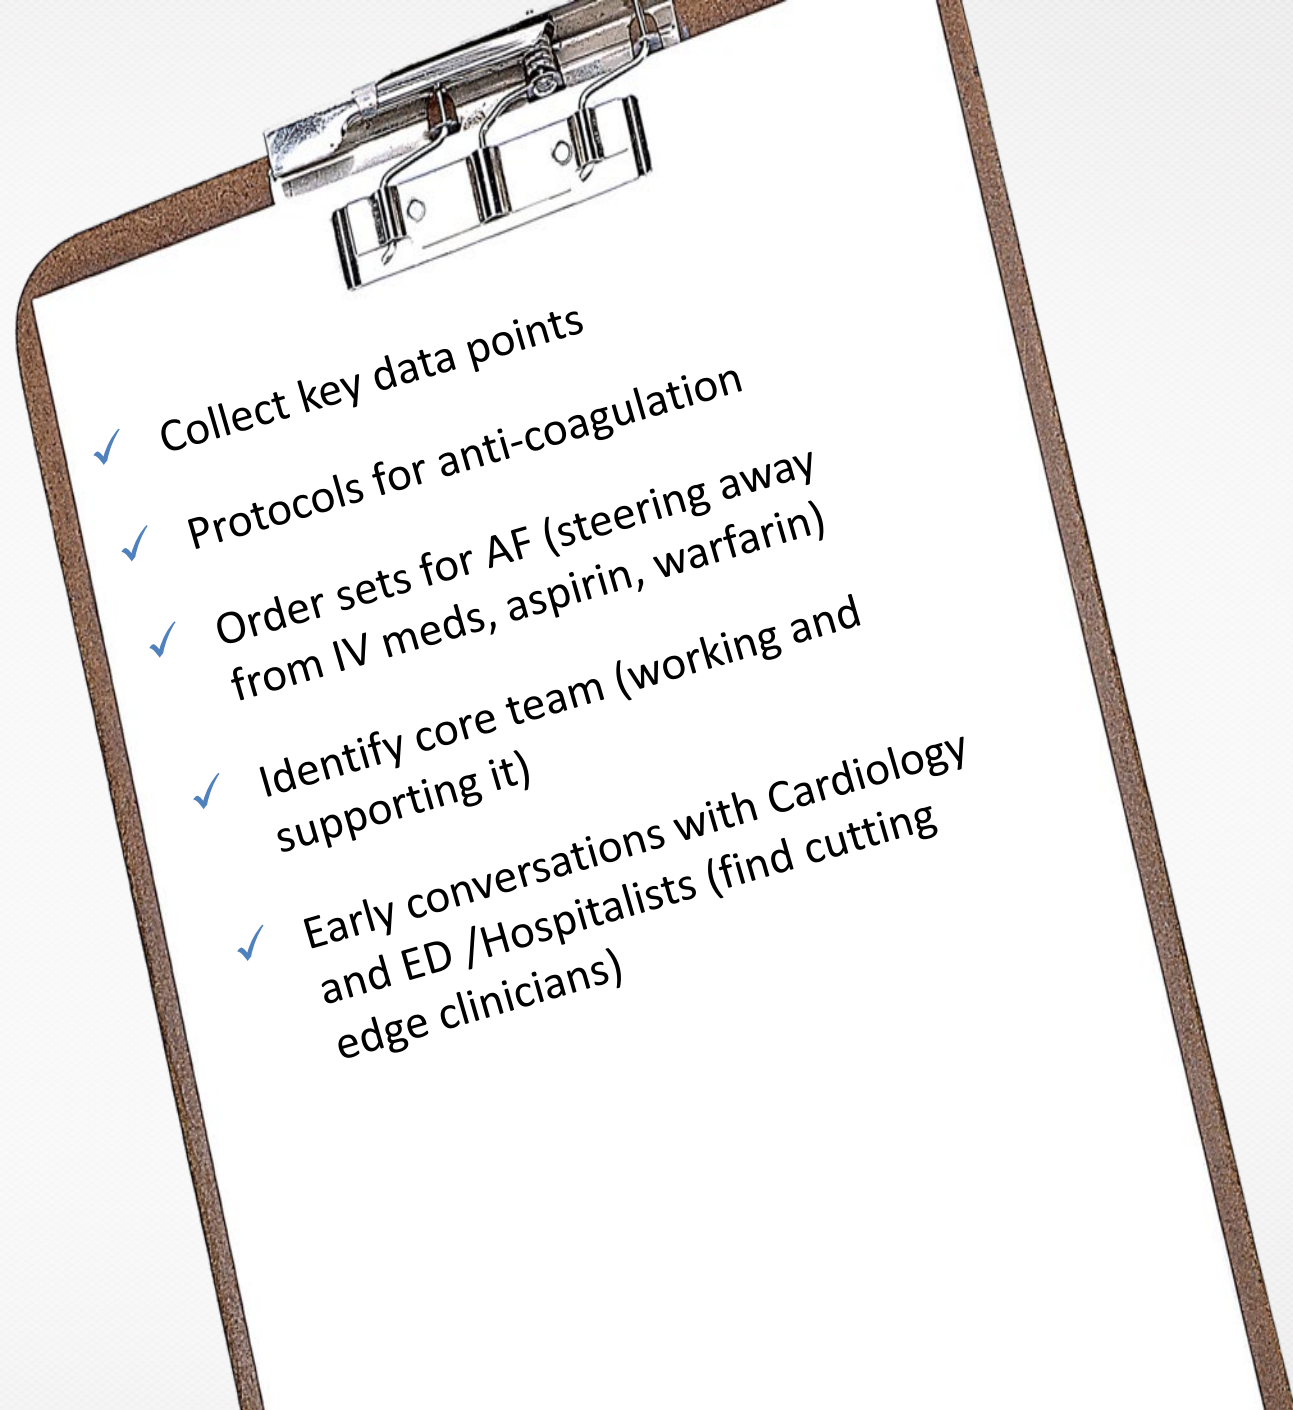 ✓ Collect key data points
✓ Protocols for anti-coagulation
✓ Order sets for AF (steering away
from IV meds, aspirin, warfarin)
✓ Identify core team (working and
supporting it)
✓ Early conversations with Cardiology
and ED /Hospitalists (find cutting
edge clinicians)